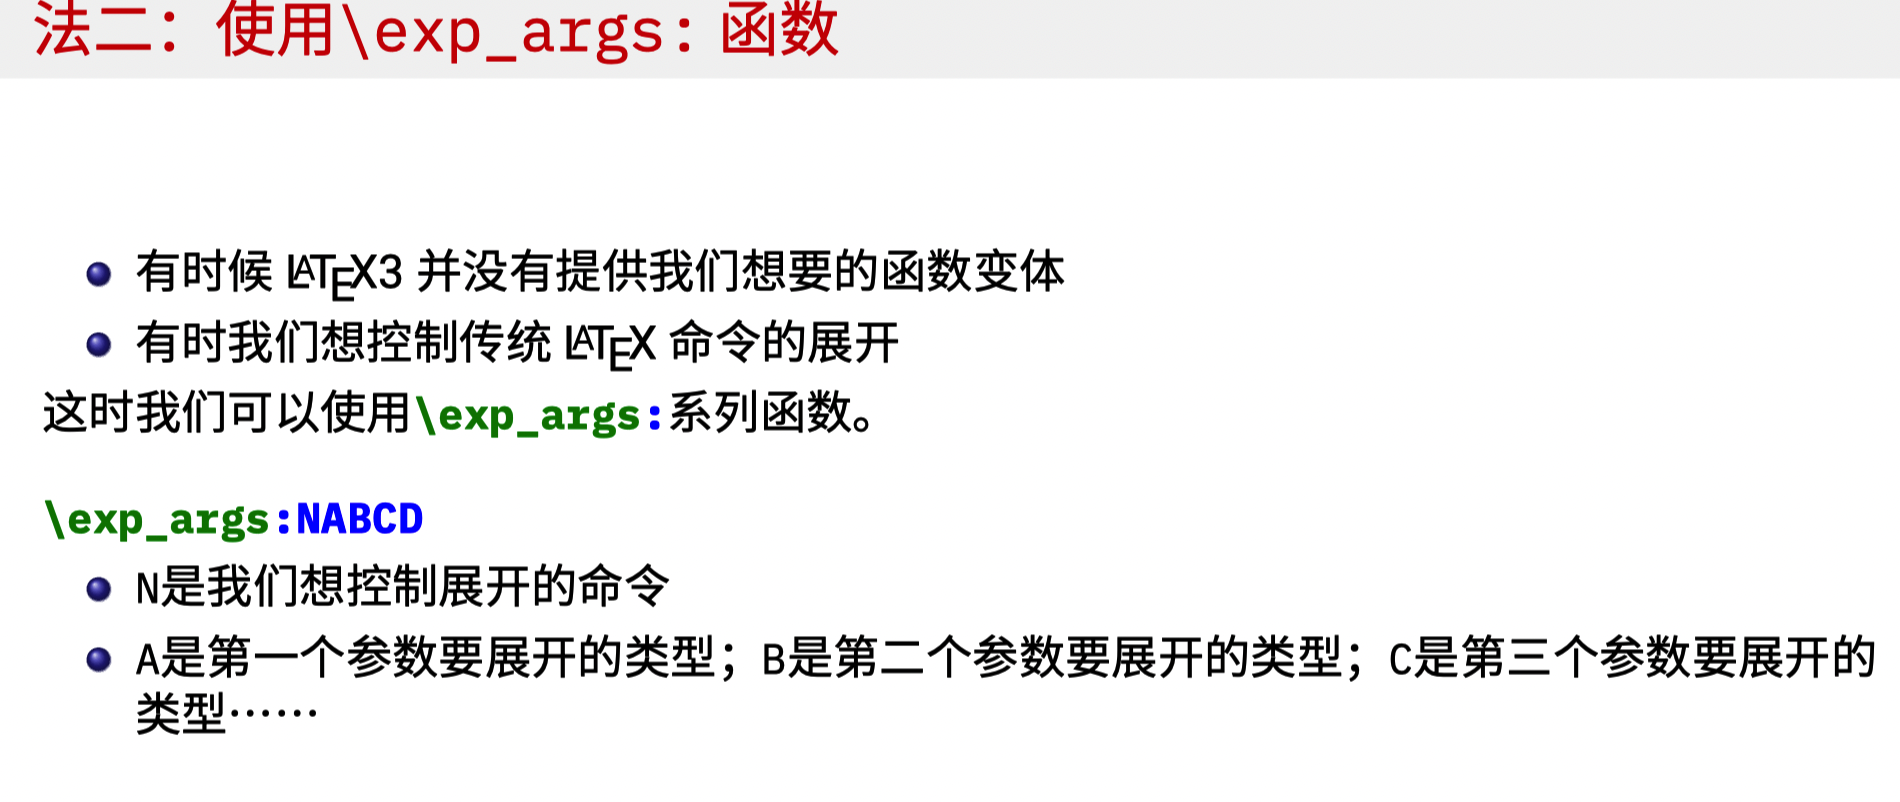 法二：使用\exp_args: 函数
有时候 LATEX3 并没有提供我们想要的函数变体
有时我们想控制传统 LATEX 命令的展开
这时我们可以使用\exp_args:系列函数。
\exp_args:NABCD
N是我们想控制展开的命令
A是第一个参数要展开的类型；B是第二个参数要展开的类型；C是第三个参数要展开的
类型……